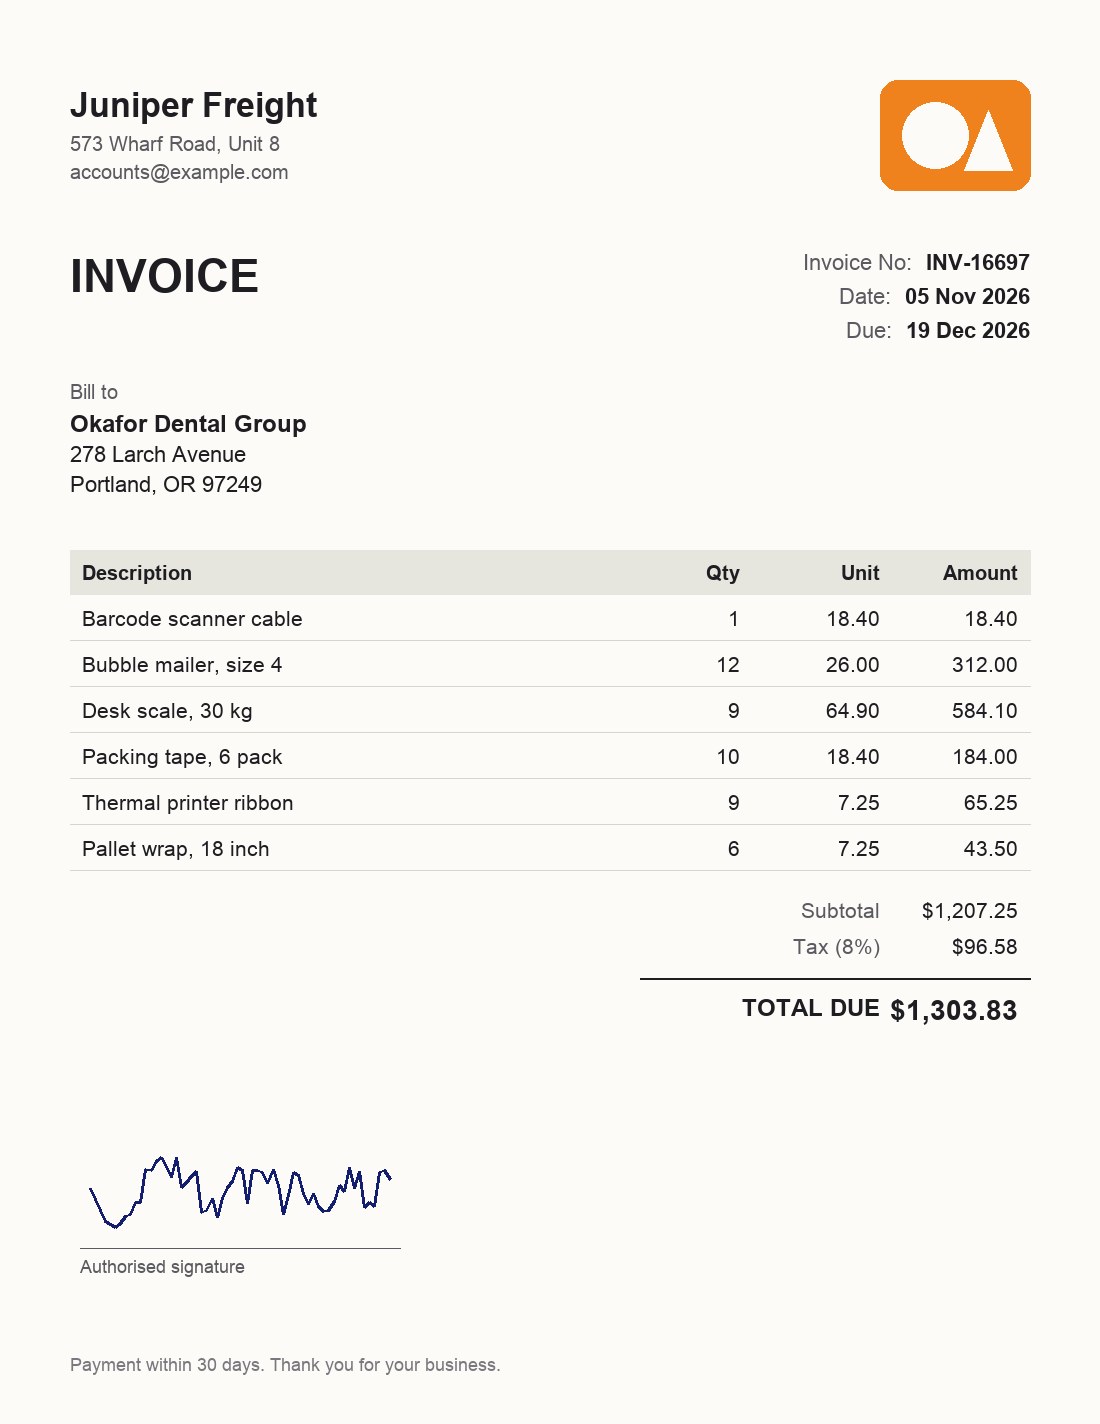 Juniper Freight
573 Wharf Road, Unit 8
accounts@example.com
INVOICE
Invoice No: INV-16697
Date: 05 Nov 2026
Due: 19 Dec 2026
Bill to
Okafor Dental Group
278 Larch Avenue
Portland, OR 97249
Description Qty Unit Amount
Barcode scanner cable 1 18.40 18.40
Bubble mailer, size 4 12 26.00 312.00
Desk scale, 30 kg 9 64.90 584.10
Packing tape, 6 pack 10 18.40 184.00
Thermal printer ribbon 9 7.25 65.25
Pallet wrap, 18 inch 6 7.25 43.50
Subtotal $1,207.25
Tax (8%) $96.58
TOTAL DUE $1,303.83
Authorised signature
Payment within 30 days. Thank you for your business.